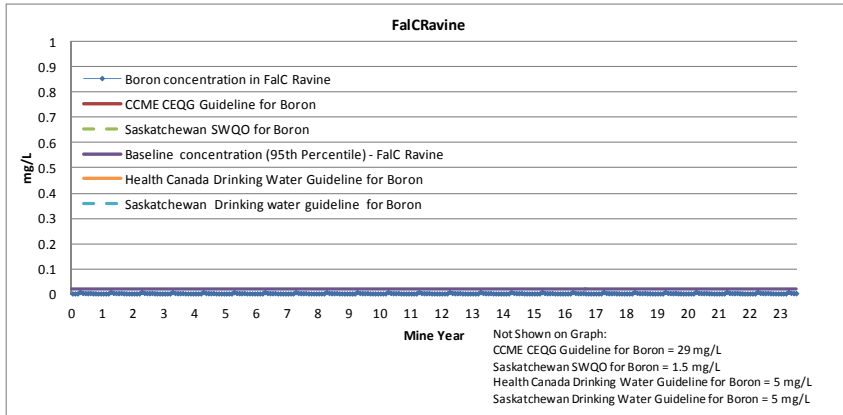 FalCRavine
1
0.9
0.8
0.7
0.6
0.5
0.4
0.3
0.2
0.1
0
mg/L
Boron concentration in FalC Ravine
CCME CEQG Guideline for Boron
Saskatchewan SWQO for Boron
Baseline concentration (95th Percentile) - FalC Ravine
Health Canada Drinking Water Guideline for Boron
Saskatchewan Drinking water guideline for Boron
0 1 2 3 4 5 6 7 8 9 10 11 12 13 14 15 16 17 18 19 20 21 22 23
Mine Year
Not Shown on Graph:
CCME CEQG Guideline for Boron = 29 mg/L
Saskatchewan SWQO for Boron = 1.5 mg/L
Health Canada Drinking Water Guideline for Boron = 5 mg/L
Saskatchewan Drinking Water Guideline for Boron = 5 mg/L